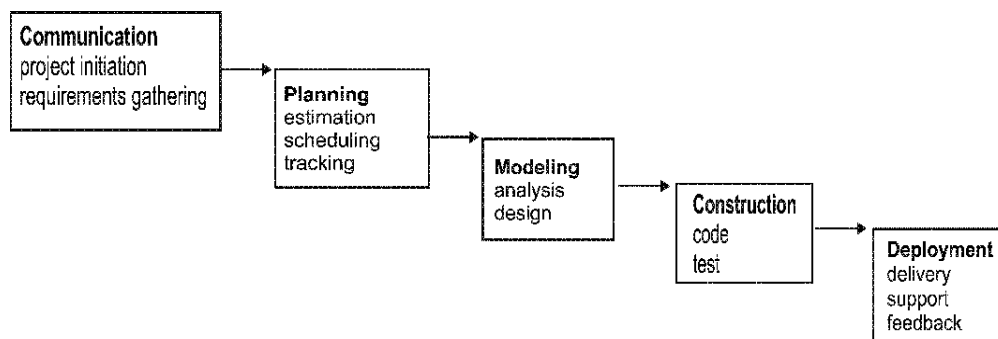 Communication
project initiation
requirements gathering
Planning
estimation
scheduling
tracking
Modeling
analysis
design
Construction
code
test
Deployment
delivery
support
feedback